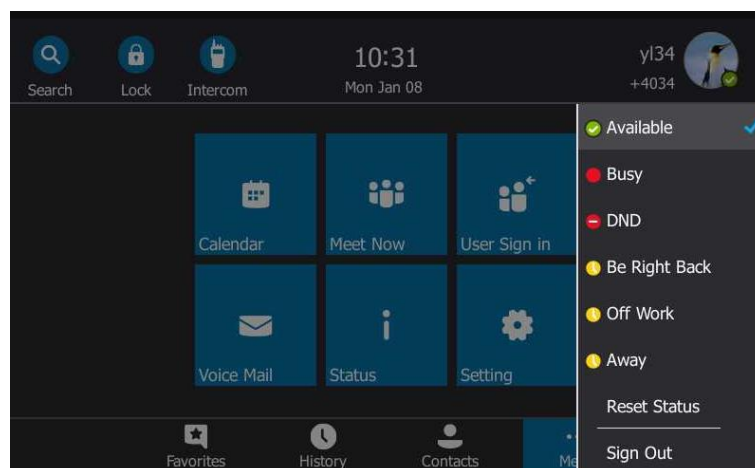 Search
Lock
Intercom
10:31
Mon Jan 08
yl34
+4034
Available
Busy
DND
Be Right Back
Off Work
Away
Reset Status
Sign Out
Calendar
Meet Now
User Sign in
Voice Mail
Status
Setting
Favorites
History
Contacts